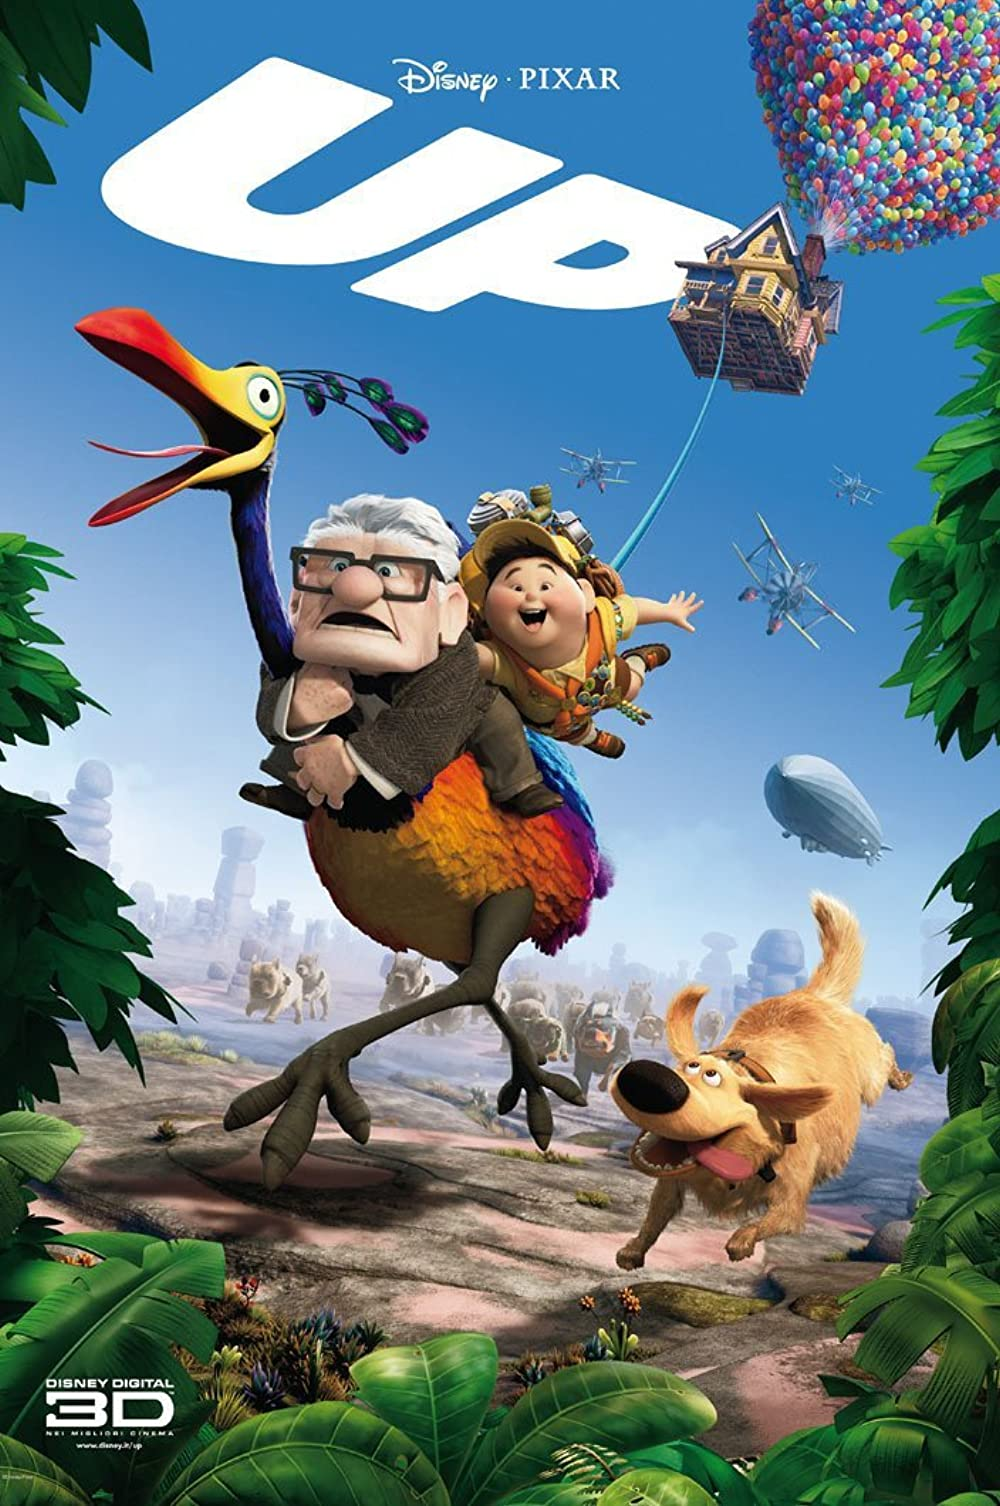 Disney · PIXAR
UP
DISNEY DIGITAL
3D
NEI MIGLIORI CINEMA
www.disney.it/up